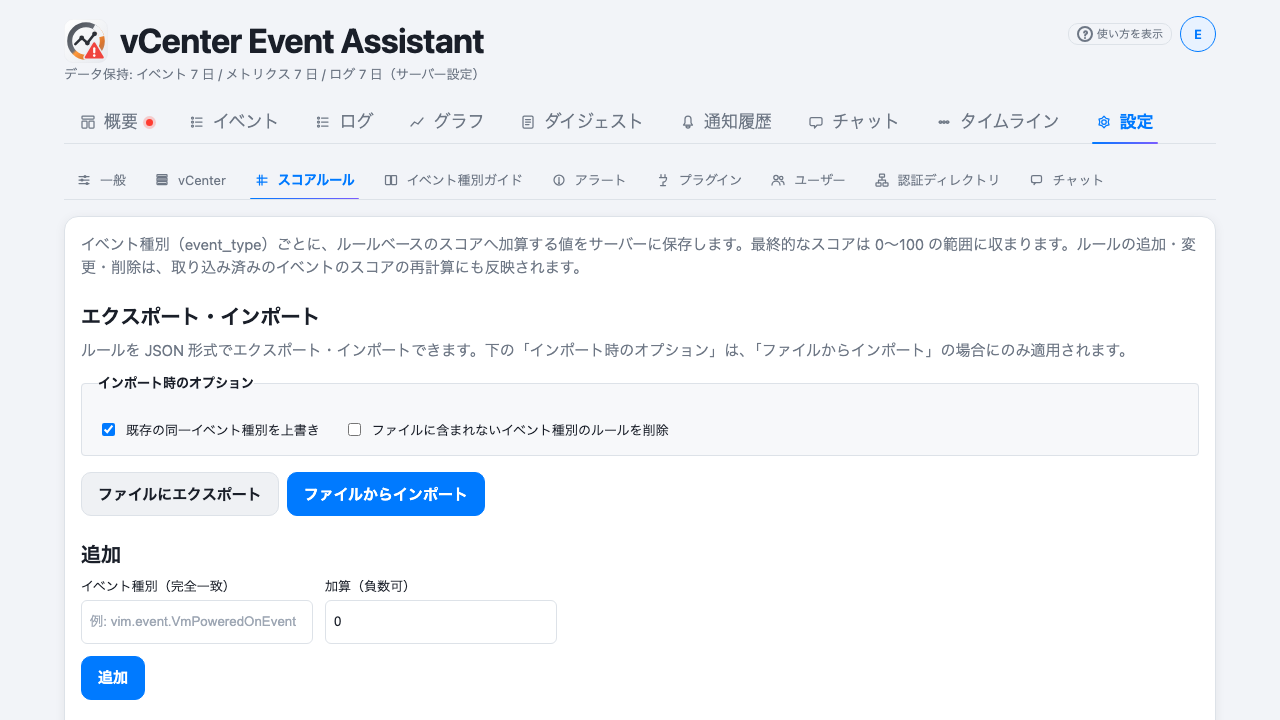 vCenter Event Assistant
データ保持: イベント 7 日 / メトリクス 7 日 / ログ 7 日（サーバー設定）
使い方を表示
E
概要
イベント
ログ
グラフ
ダイジェスト
通知履歴
チャット
タイムライン
設定
一般
vCenter
スコアルール
イベント種別ガイド
アラート
プラグイン
ユーザー
認証ディレクトリ
チャット
イベント種別（event_type）ごとに、ルールベースのスコアへ加算する値をサーバーに保存します。最終的なスコアは 0〜100 の範囲に収まります。ルールの追加・変
更・削除は、取り込み済みのイベントのスコアの再計算にも反映されます。
エクスポート・インポート
ルールを JSON 形式でエクスポート・インポートできます。下の「インポート時のオプション」は、「ファイルからインポート」の場合にのみ適用されます。
インポート時のオプション
既存の同一イベント種別を上書き
ファイルに含まれないイベント種別のルールを削除
ファイルにエクスポート
ファイルからインポート
追加
イベント種別（完全一致）
加算（負数可）
例: vim.event.VmPoweredOnEvent
0
追加